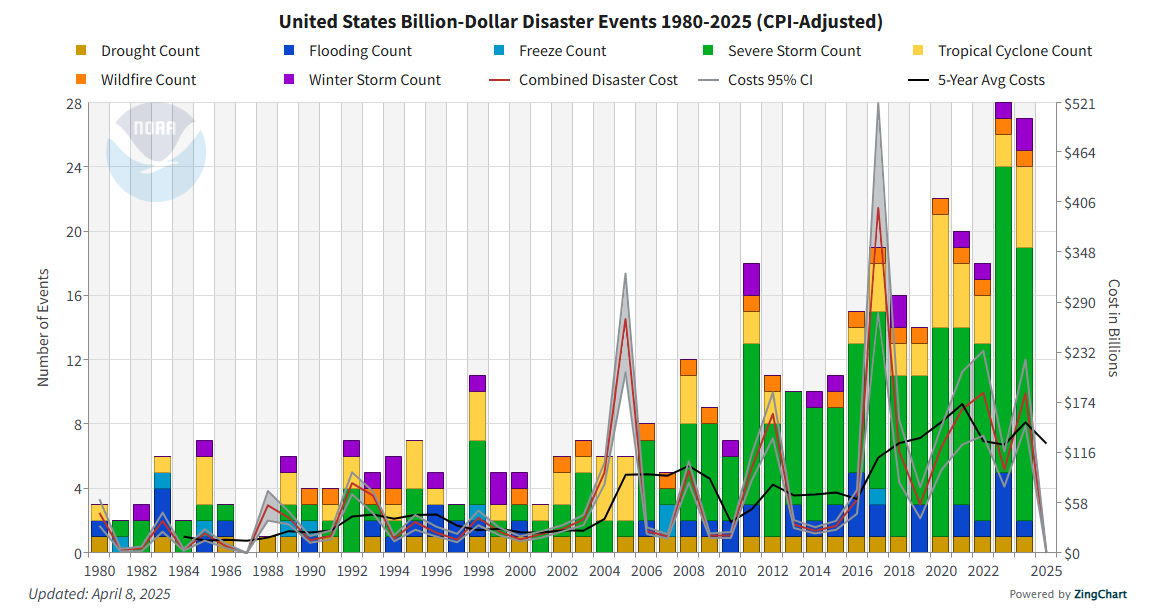 United States Billion-Dollar Disaster Events 1980-2025 (CPI-Adjusted)
Drought Count Flooding Count Freeze Count Severe Storm Count Tropical Cyclone Count
Wildfire Count Winter Storm Count Combined Disaster Cost Costs 95% CI 5-Year Avg Costs
NOAA
28 $521
24 $464
$406
20
$348
16 $290
12 $232
8 $174
$116
4
$58
0 $0
Number of Events
Cost in Billions
1980 1982 1984 1986 1988 1990 1992 1994 1996 1998 2000 2002 2004 2006 2008 2010 2012 2014 2016 2018 2020 2022 2025
Updated: April 8, 2025
Powered by ZingChart